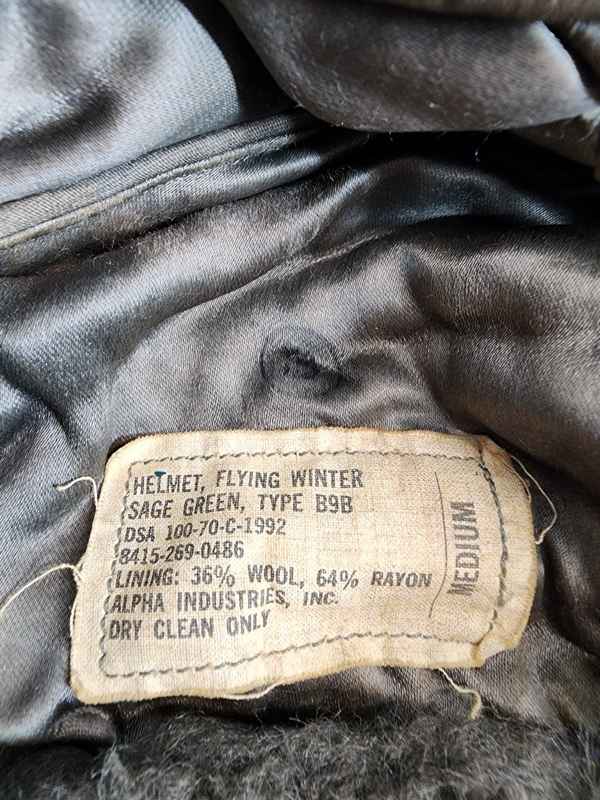 HELMET, FLYING WINTER
SAGE GREEN, TYPE B9B
DSA 100-70-C-1992
8415-269-0486
LINING: 36% WOOL, 64% RAYON
ALPHA INDUSTRIES, INC.
DRY CLEAN ONLY
MEDIUM